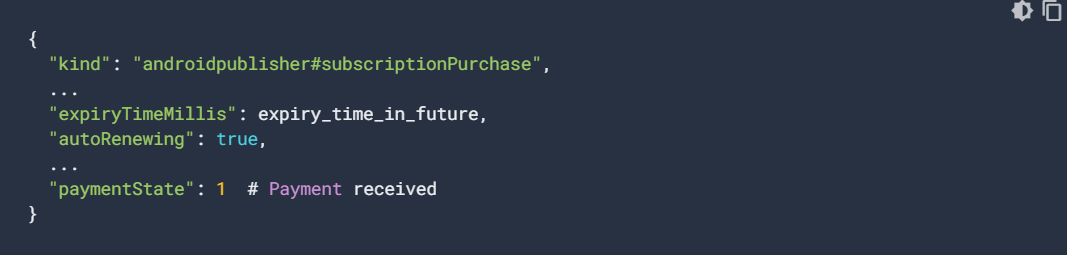 {
"kind": "androidpublisher#subscriptionPurchase",
...
"expiryTimeMillis": expiry_time_in_future,
"autoRenewing": true,
...
"paymentState": 1  # Payment received
}